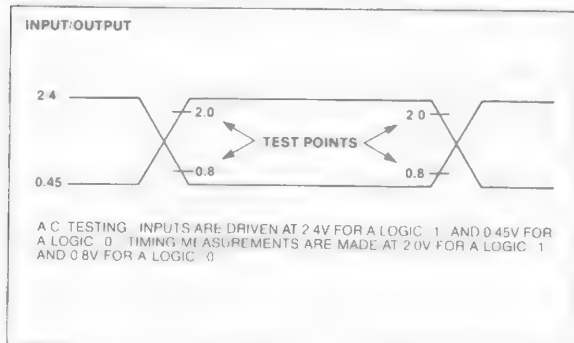 INPUT/OUTPUT
2.4
2.0
2.0
TEST POINTS
0.8
0.8
0.45
A.C. TESTING: INPUTS ARE DRIVEN AT 2.4V FOR A LOGIC 1 AND 0.45V FOR
A LOGIC 0 TIMING MEASUREMENTS ARE MADE AT 2.0V FOR A LOGIC 1
AND 0.8V FOR A LOGIC 0